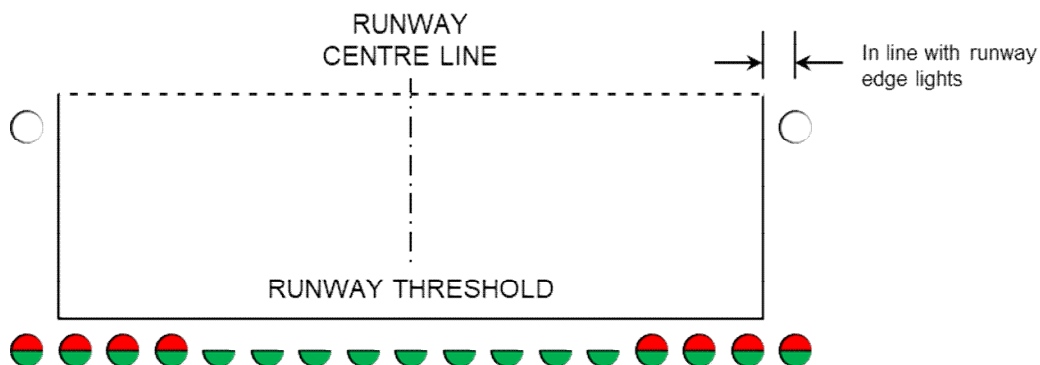 RUNWAY
CENTRE LINE
In line with runway
edge lights
RUNWAY THRESHOLD